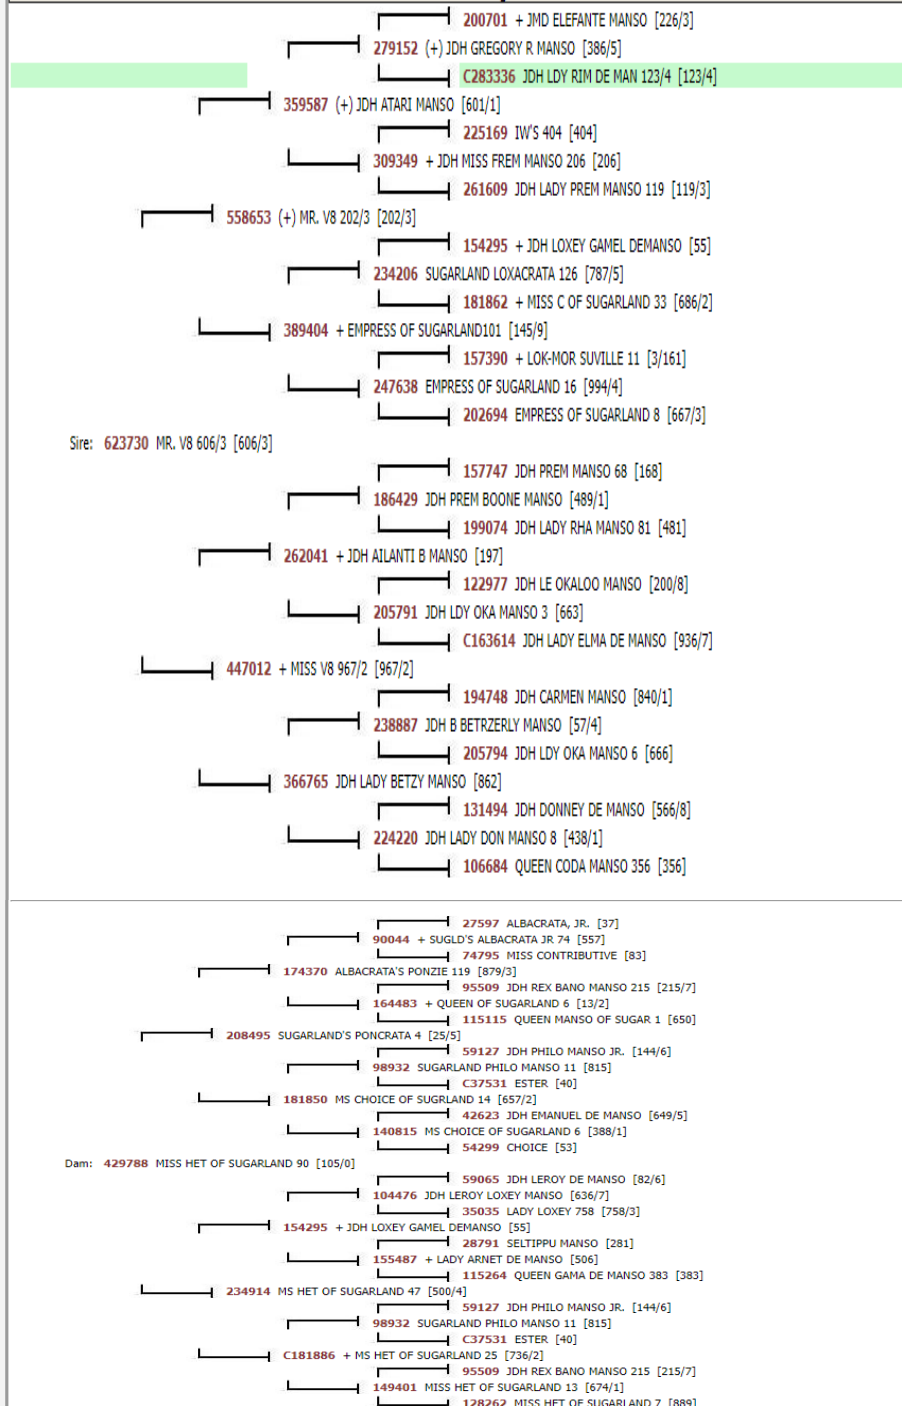 200701 + JMD ELEFANTE MANSO [226/3]
279152 (+) JDH GREGORY R MANSO [386/5]
C283336 JDH LDY RIM DE MAN 123/4 [123/4]
359587 (+) JDH ATARI MANSO [601/1]
225169 IW'S 404 [404]
309349 + JDH MISS FREM MANSO 206 [206]
261609 JDH LADY PREM MANSO 119 [119/3]
558653 (+) MR. V8 202/3 [202/3]
154295 + JDH LOXEY GAMEL DEMANSO [55]
234206 SUGARLAND LOXACRATA 126 [787/5]
181862 + MISS C OF SUGARLAND 33 [686/2]
389404 + EMPRESS OF SUGARLAND101 [145/9]
157390 + LOK-MOR SUVILLE 11 [3/161]
247638 EMPRESS OF SUGARLAND 16 [994/4]
202694 EMPRESS OF SUGARLAND 8 [667/3]
Sire: 623730 MR. V8 606/3 [606/3]
157747 JDH PREM MANSO 68 [168]
186429 JDH PREM BOONE MANSO [489/1]
199074 JDH LADY RHA MANSO 81 [481]
262041 + JDH AILANTI B MANSO [197]
122977 JDH LE OKALOO MANSO [200/8]
205791 JDH LDY OKA MANSO 3 [663]
C163614 JDH LADY ELMA DE MANSO [936/7]
447012 + MISS V8 967/2 [967/2]
194748 JDH CARMEN MANSO [840/1]
238887 JDH B BETRZERLY MANSO [57/4]
205794 JDH LDY OKA MANSO 6 [666]
366765 JDH LADY BETZY MANSO [862]
131494 JDH DONNEY DE MANSO [566/8]
224220 JDH LADY DON MANSO 8 [438/1]
106684 QUEEN CODA MANSO 356 [356]
27597 ALBACRATA, JR. [37]
90044 + SUGLD'S ALBACRATA JR 74 [557]
74795 MISS CONTRIBUTIVE [83]
174370 ALBACRATA'S PONZIE 119 [879/3]
95509 JDH REX BANO MANSO 215 [215/7]
164483 + QUEEN OF SUGARLAND 6 [13/2]
115115 QUEEN MANSO OF SUGAR 1 [650]
208495 SUGARLAND'S PONCRATA 4 [25/5]
59127 JDH PHILO MANSO JR. [144/6]
98932 SUGARLAND PHILO MANSO 11 [815]
C37531 ESTER [40]
181850 MS CHOICE OF SUGRLAND 14 [657/2]
42623 JDH EMANUEL DE MANSO [649/5]
140815 MS CHOICE OF SUGARLAND 6 [388/1]
54299 CHOICE [53]
Dam: 429788 MISS HET OF SUGARLAND 90 [105/0]
59065 JDH LEROY DE MANSO [82/6]
104476 JDH LEROY LOXEY MANSO [636/7]
35035 LADY LOXEY 758 [758/3]
154295 + JDH LOXEY GAMEL DEMANSO [55]
28791 SELTIPPU MANSO [281]
155487 + LADY ARNET DE MANSO [506]
115264 QUEEN GAMA DE MANSO 383 [383]
234914 MS HET OF SUGARLAND 47 [500/4]
59127 JDH PHILO MANSO JR. [144/6]
98932 SUGARLAND PHILO MANSO 11 [815]
C37531 ESTER [40]
C181886 + MS HET OF SUGARLAND 25 [736/2]
95509 JDH REX BANO MANSO 215 [215/7]
149401 MISS HET OF SUGARLAND 13 [674/1]
128262 MISS HET OF SUGARLAND 7 [889]